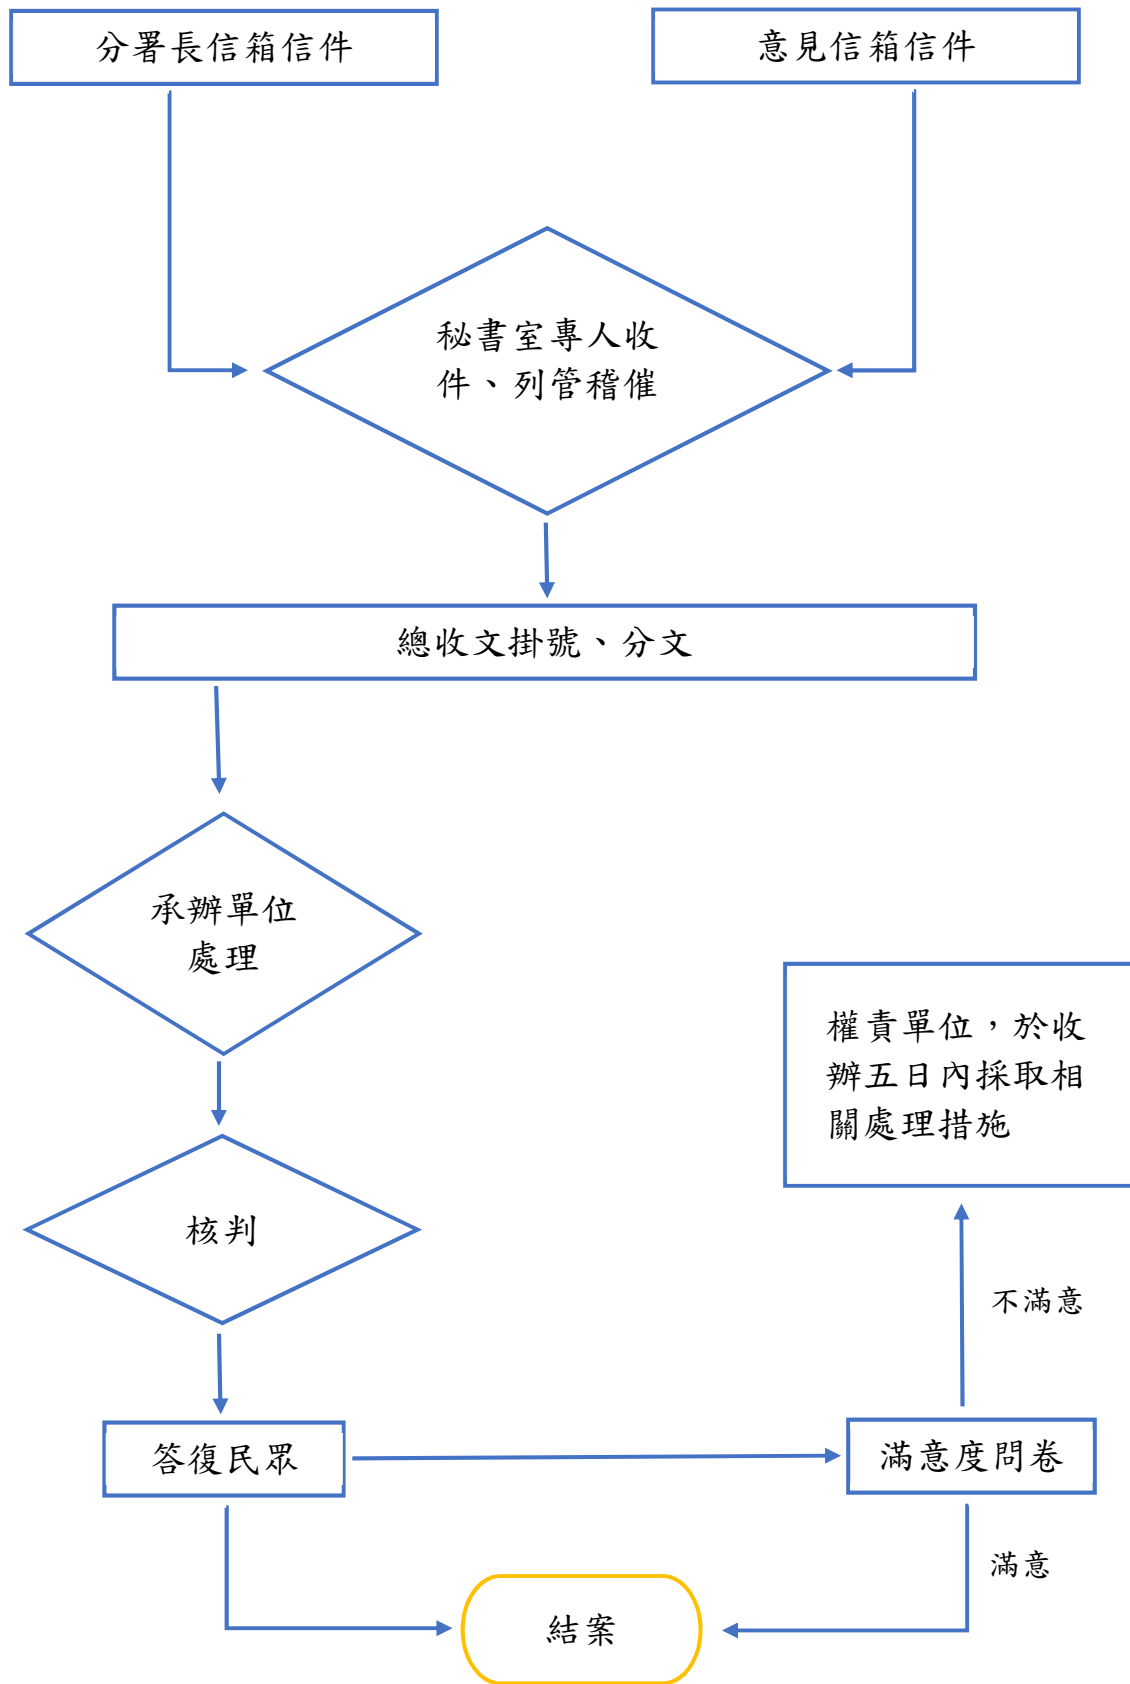 分署長信箱信件
意見信箱信件
秘書室專人收
件、列管稽催
總收文掛號、分文
承辦單位
處理
權責單位，於收
辦五日內採取相
關處理措施
核判
不滿意
答復民眾
滿意度問卷
滿意
結案